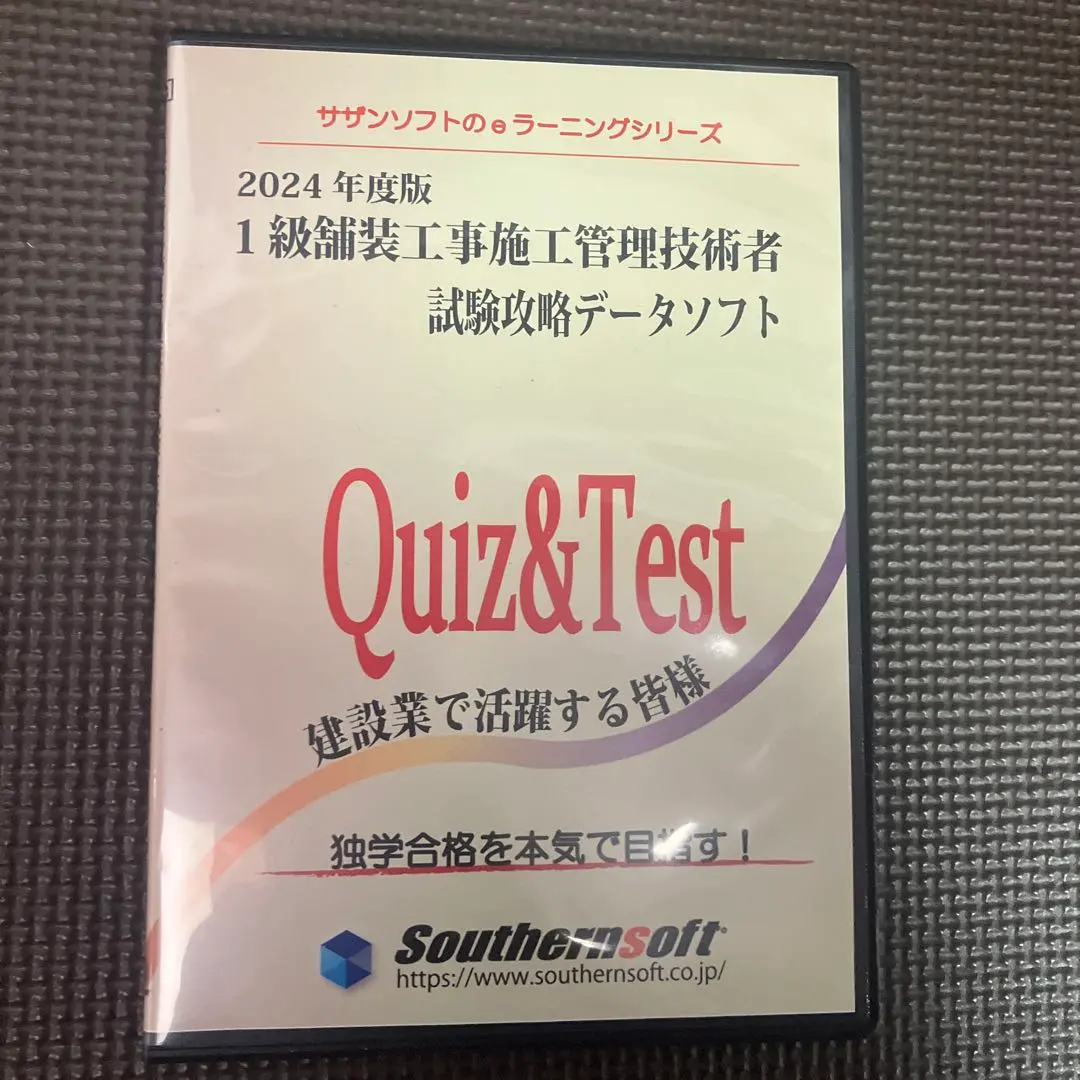 サザンソフトのeラーニングシリーズ
2024 年度版
1 級舗装工事施工管理技術者
試験攻略データソフト
Quiz&Test
建設業で活躍する皆様
独学合格を本気で目指す！
Southernsoft
https://www.southernsoft.co.jp/